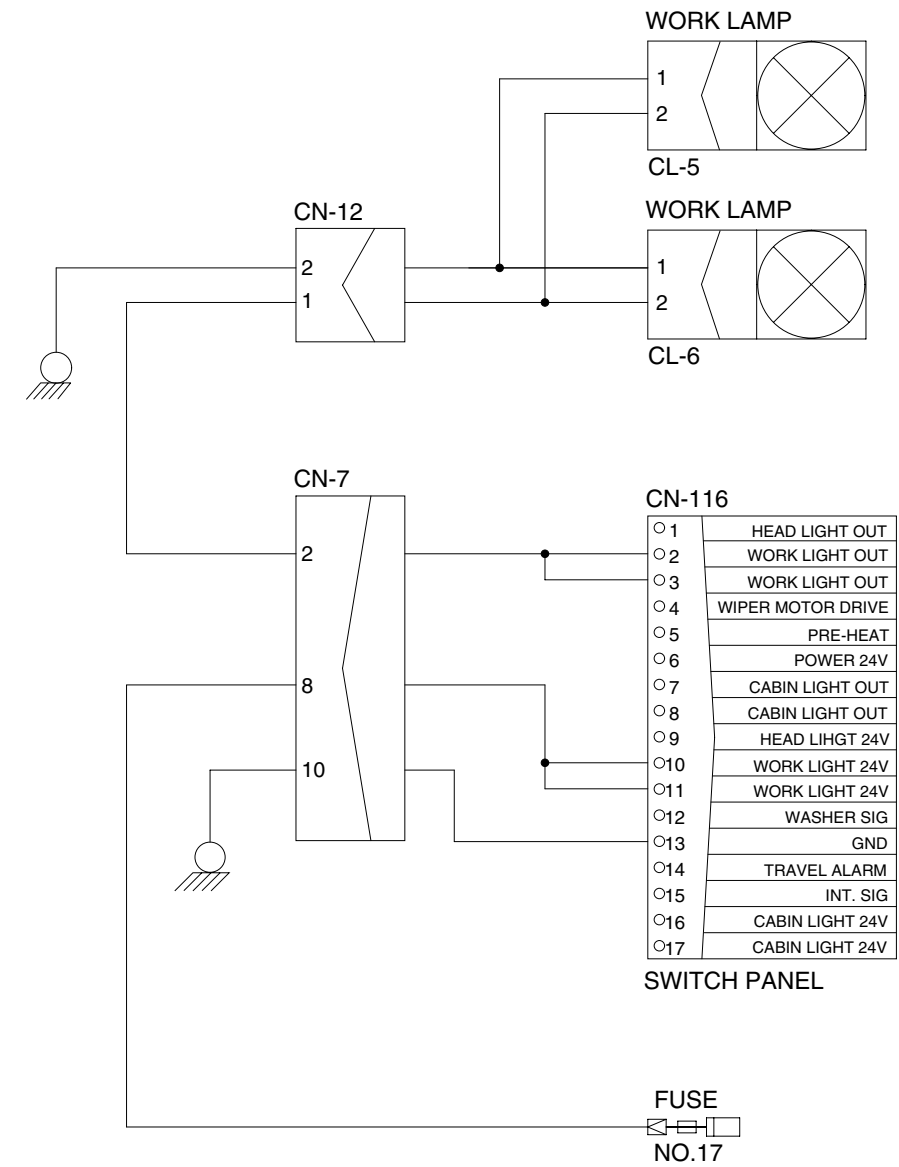 WORK LAMP
1
2
CL-5
CN-12
2
1
WORK LAMP
1
2
CL-6
CN-7
2
8
10
CN-116
1 HEAD LIGHT OUT
2 WORK LIGHT OUT
3 WORK LIGHT OUT
4 WIPER MOTOR DRIVE
5 PRE-HEAT
6 POWER 24V
7 CABIN LIGHT OUT
8 CABIN LIGHT OUT
9 HEAD LIHGT 24V
10 WORK LIGHT 24V
11 WORK LIGHT 24V
12 WASHER SIG
13 GND
14 TRAVEL ALARM
15 INT. SIG
16 CABIN LIGHT 24V
17 CABIN LIGHT 24V
SWITCH PANEL
FUSE
NO.17